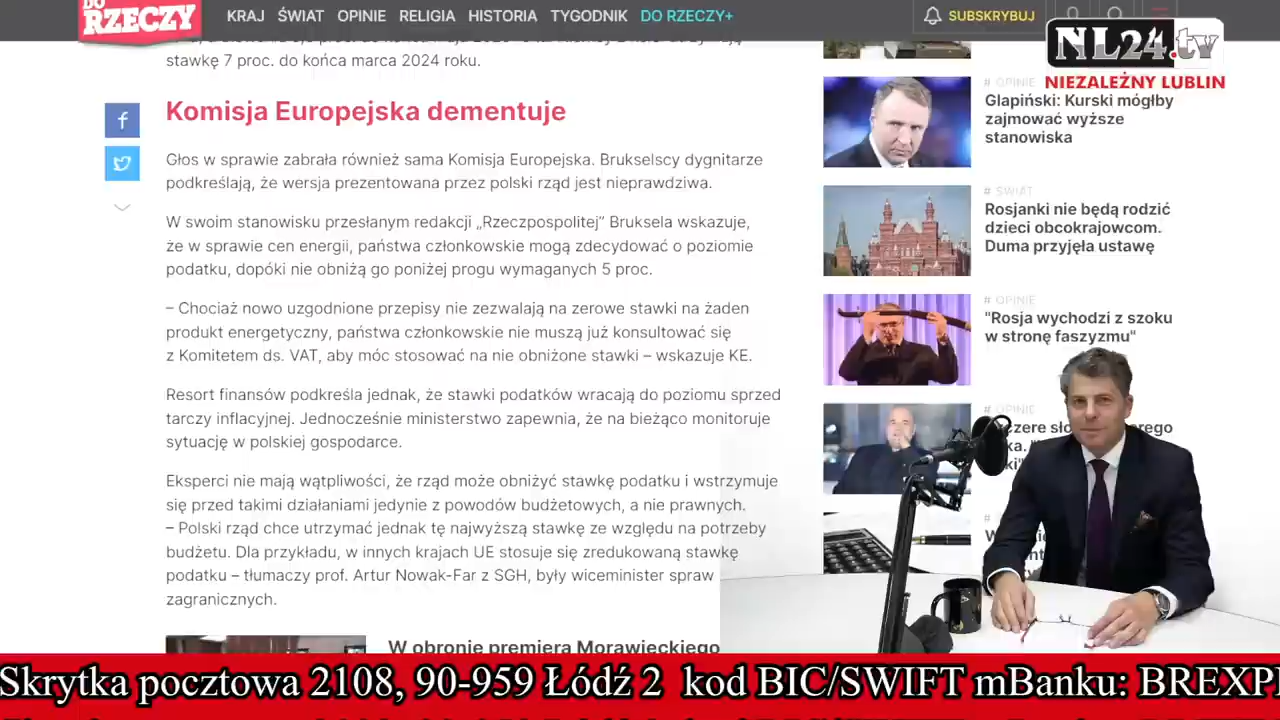 DO
RZECZY
KRAJ ŚWIAT OPINIE RELIGIA HISTORIA TYGODNIK DO RZECZY+
SUBSKRYBUJ
NL24.tv
NIEZALEŻNY LUBLIN
stawkę 7 proc. do końca marca 2024 roku.
Komisja Europejska dementuje
Głos w sprawie zabrała również sama Komisja Europejska. Brukselscy dygnitarze
podkreślają, że wersja prezentowana przez polski rząd jest nieprawdziwa.
W swoim stanowisku przesłanym redakcji „Rzeczpospolitej” Bruksela wskazuje,
że w sprawie cen energii, państwa członkowskie mogą zdecydować o poziomie
podatku, dopóki nie obniżą go poniżej progu wymaganych 5 proc.
– Chociaż nowo uzgodnione przepisy nie zezwalają na zerowe stawki na żaden
produkt energetyczny, państwa członkowskie nie muszą już konsultować się
z Komitetem ds. VAT, aby móc stosować na nie obniżone stawki – wskazuje KE.
Resort finansów podkreśla jednak, że stawki podatków wracają do poziomu sprzed
tarczy inflacyjnej. Jednocześnie ministerstwo zapewnia, że na bieżąco monitoruje
sytuację w polskiej gospodarce.
Eksperci nie mają wątpliwości, że rząd może obniżyć stawkę podatku i wstrzymuje
się przed takimi działaniami jedynie z powodów budżetowych, a nie prawnych.
– Polski rząd chce utrzymać jednak tę najwyższą stawkę ze względu na potrzeby
budżetu. Dla przykładu, w innych krajach UE stosuje się zredukowaną stawkę
podatku – tłumaczy prof. Artur Nowak-Far z SGH, były wiceminister spraw
zagranicznych.
W obronie premiera Morawieckiego
# OPINIE
Glapiński: Kurski mógłby
zajmować wyższe
stanowiska
# ŚWIAT
Rosjanki nie będą rodzić
dzieci obcokrajowcom.
Duma przyjęła ustawę
# OPINIE
"Rosja wychodzi z szoku
w stronę faszyzmu"
# OPINIE
Skrytka pocztowa 2108, 90-959 Łódź 2 kod BIC/SWIFT mBanku: BREXP